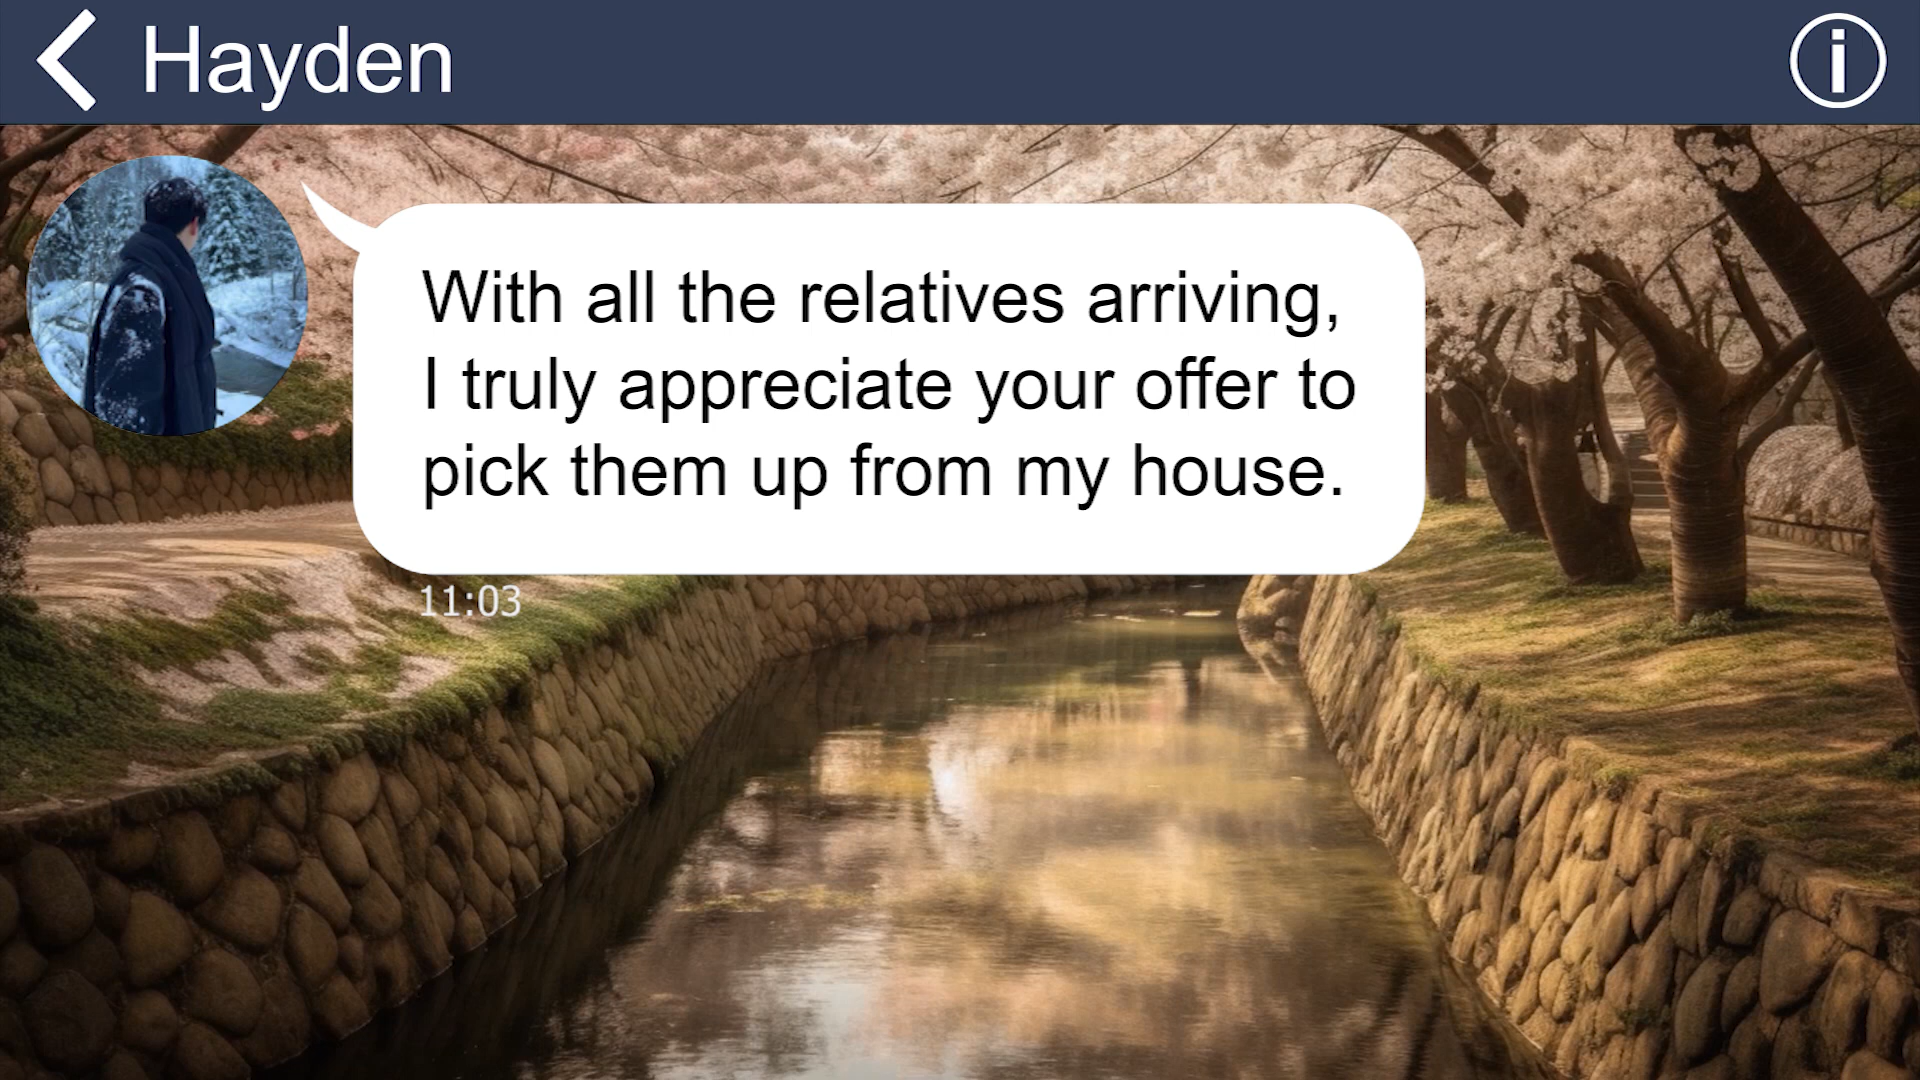 Hayden
With all the relatives arriving,
I truly appreciate your offer to
pick them up from my house.
11:03